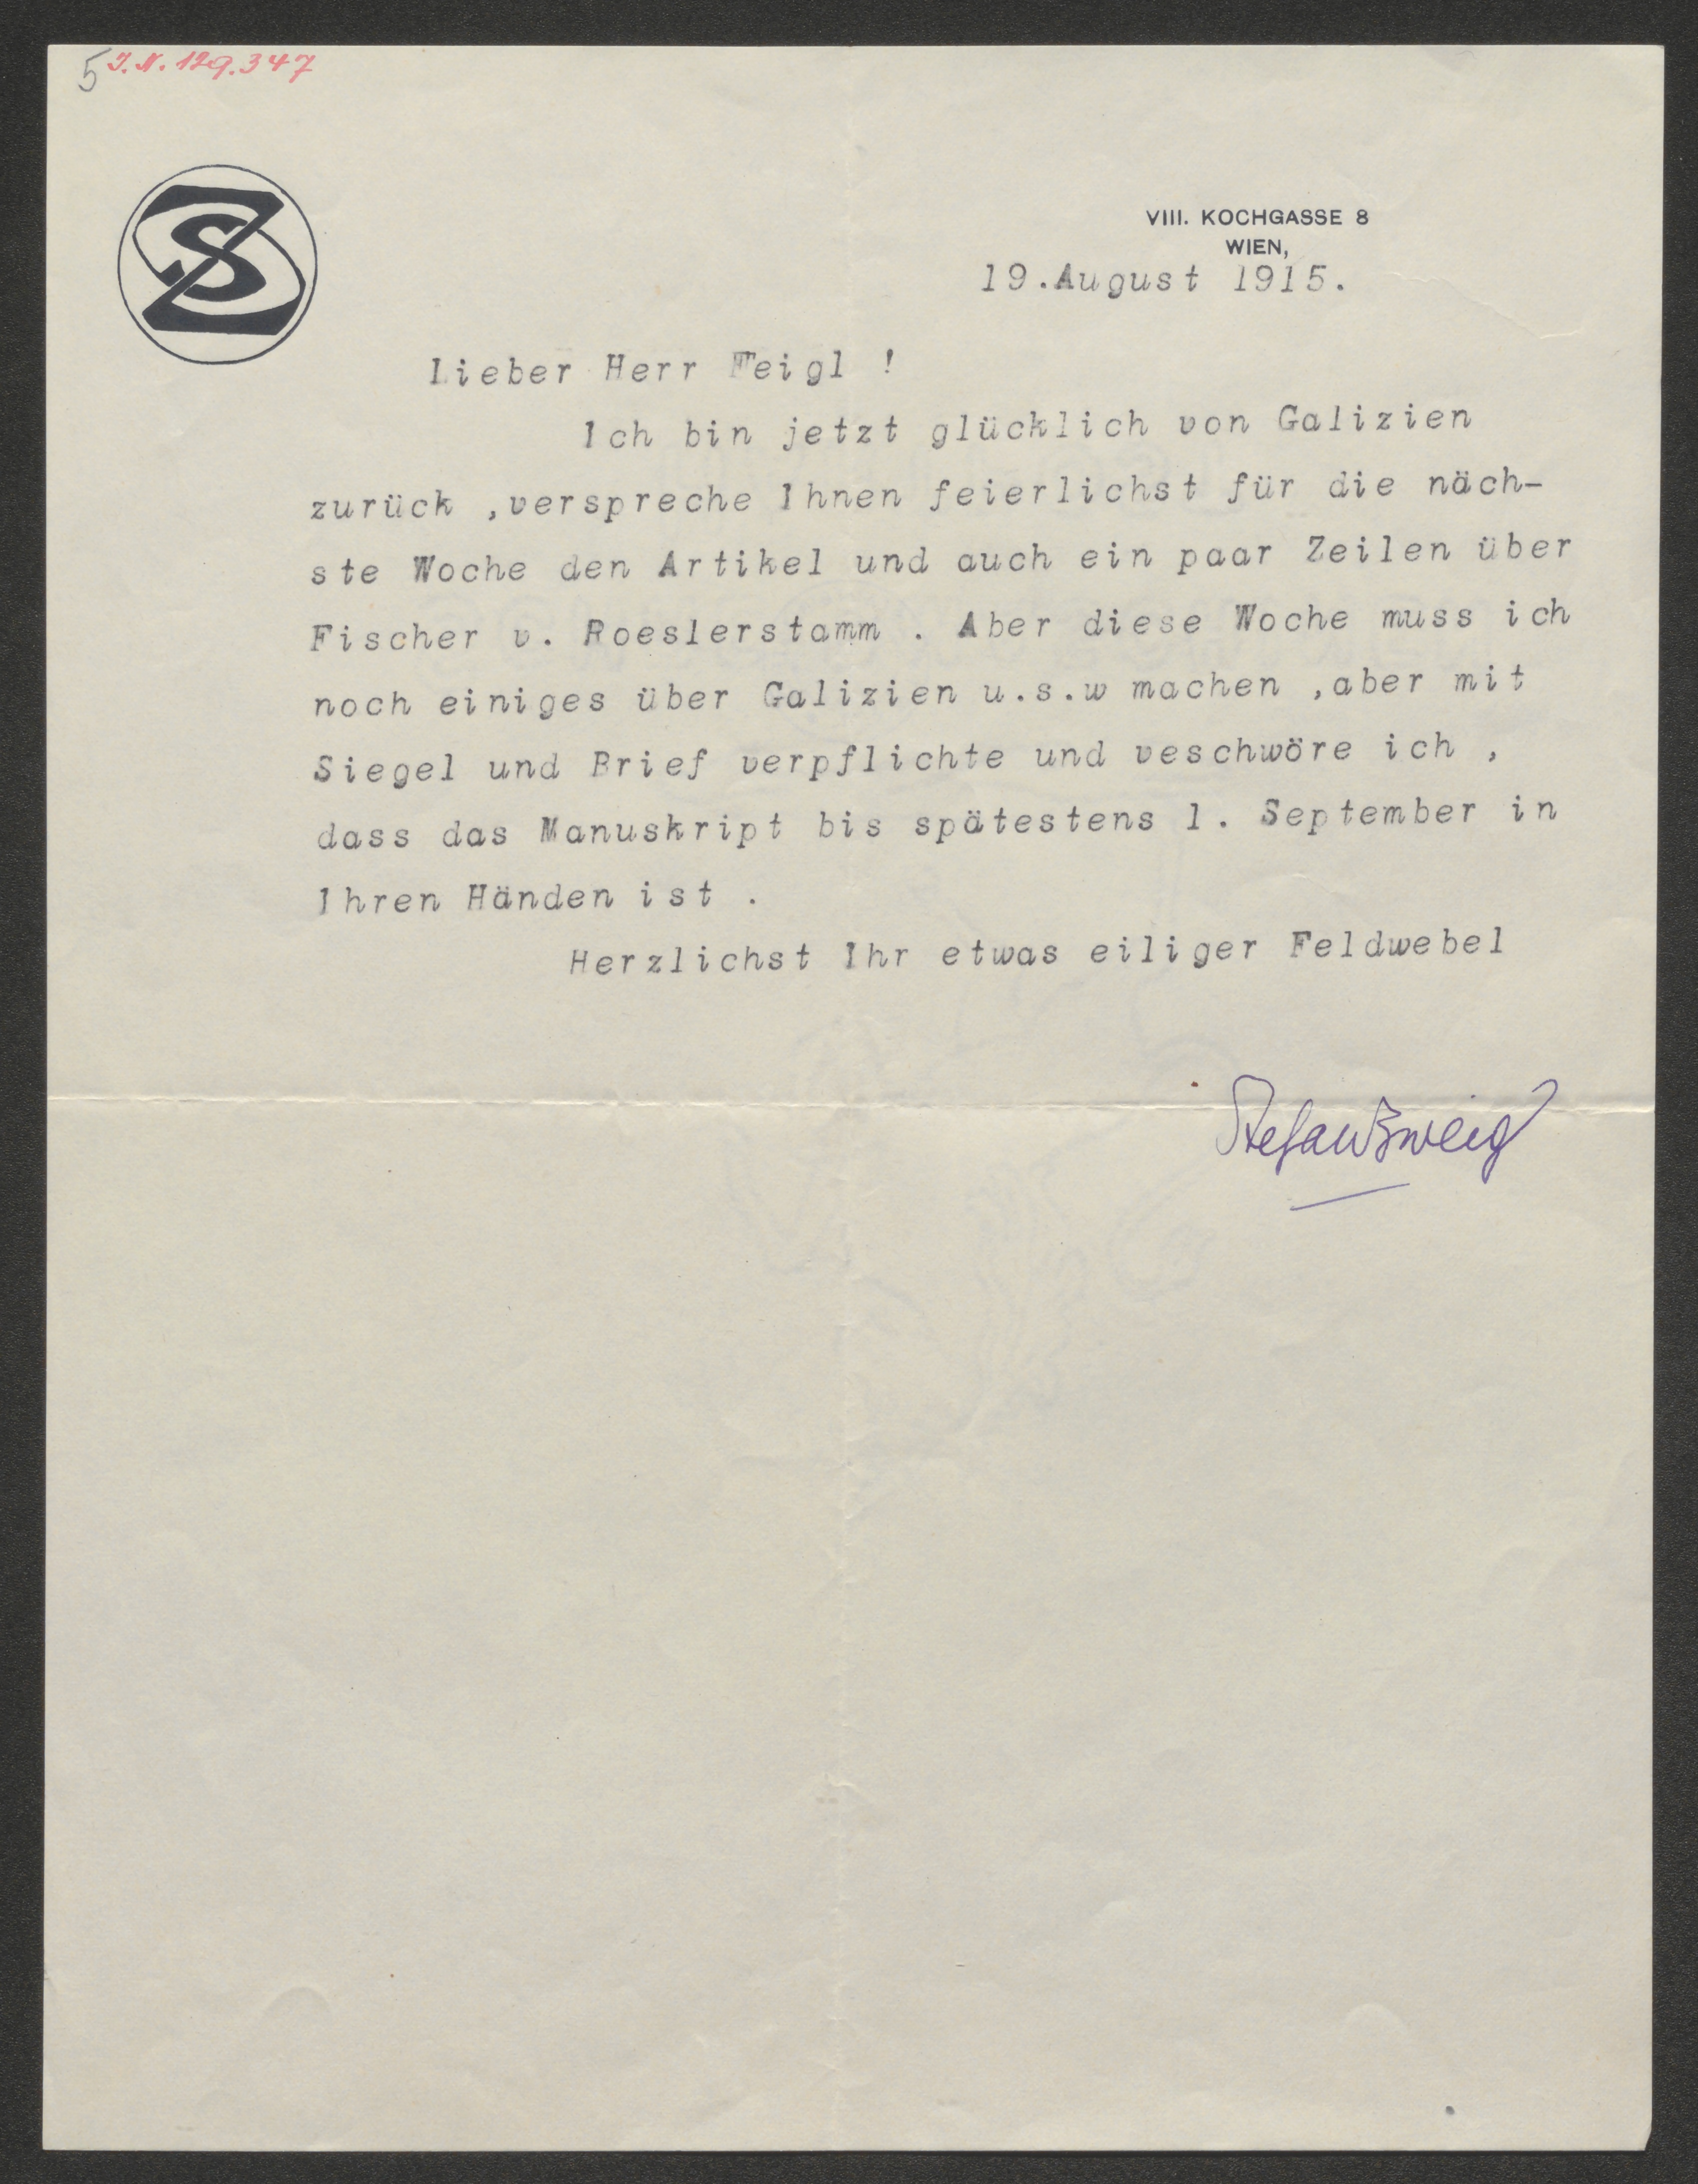 5 I.N. 129.347
SZ
VIII. KOCHGASSE 8
WIEN,
19.August 1915.
Lieber Herr Feigl !
Ich bin jetzt glücklich von Galizien
zurück ,verspreche Ihnen feierlichst für die näch-
ste Woche den Artikel und auch ein paar Zeilen über
Fischer v. Roeslerstamm . Aber diese Woche muss ich
noch einiges über Galizien u.s.w machen ,aber mit
Siegel und Brief verpflichte und veschwöre ich ,
dass das Manuskript bis spätestens 1. September in
Ihren Händen ist .
Herzlichst Ihr etwas eiliger Feldwebel
Stefan Zweig